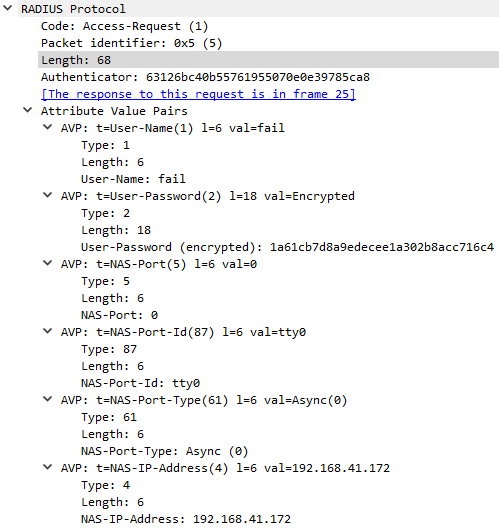 RADIUS Protocol
Code: Access-Request (1)
Packet identifier: 0x5 (5)
Length: 68
Authenticator: 63126bc40b55761955070e0e39785ca8
[The response to this request is in frame 25]
Attribute Value Pairs
AVP: t=User-Name(1) l=6 val=fail
Type: 1
Length: 6
User-Name: fail
AVP: t=User-Password(2) l=18 val=Encrypted
Type: 2
Length: 18
User-Password (encrypted): 1a61cb7d8a9edecee1a302b8acc716c4
AVP: t=NAS-Port(5) l=6 val=0
Type: 5
Length: 6
NAS-Port: 0
AVP: t=NAS-Port-Id(87) l=6 val=tty0
Type: 87
Length: 6
NAS-Port-Id: tty0
AVP: t=NAS-Port-Type(61) l=6 val=Async(0)
Type: 61
Length: 6
NAS-Port-Type: Async (0)
AVP: t=NAS-IP-Address(4) l=6 val=192.168.41.172
Type: 4
Length: 6
NAS-IP-Address: 192.168.41.172